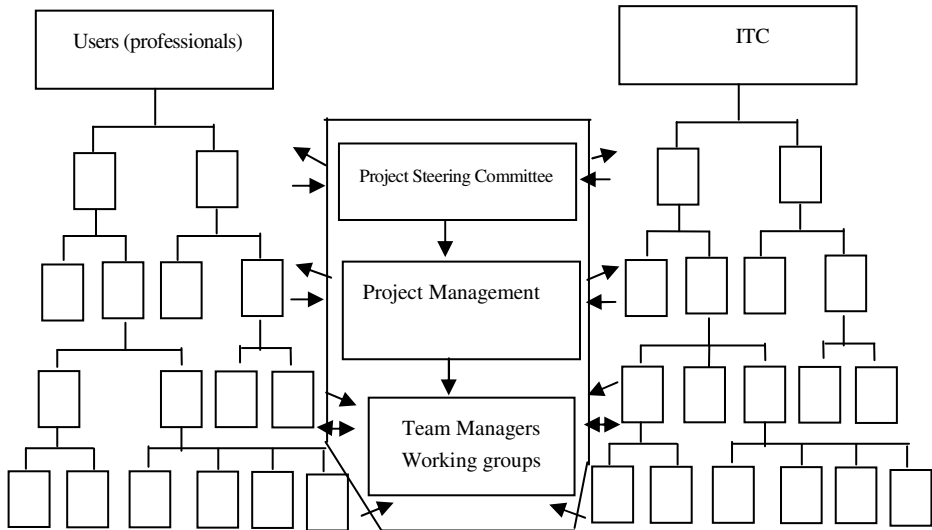 Users (professionals)
ITC
Project Steering Committee
Project Management
Team Managers
Working groups